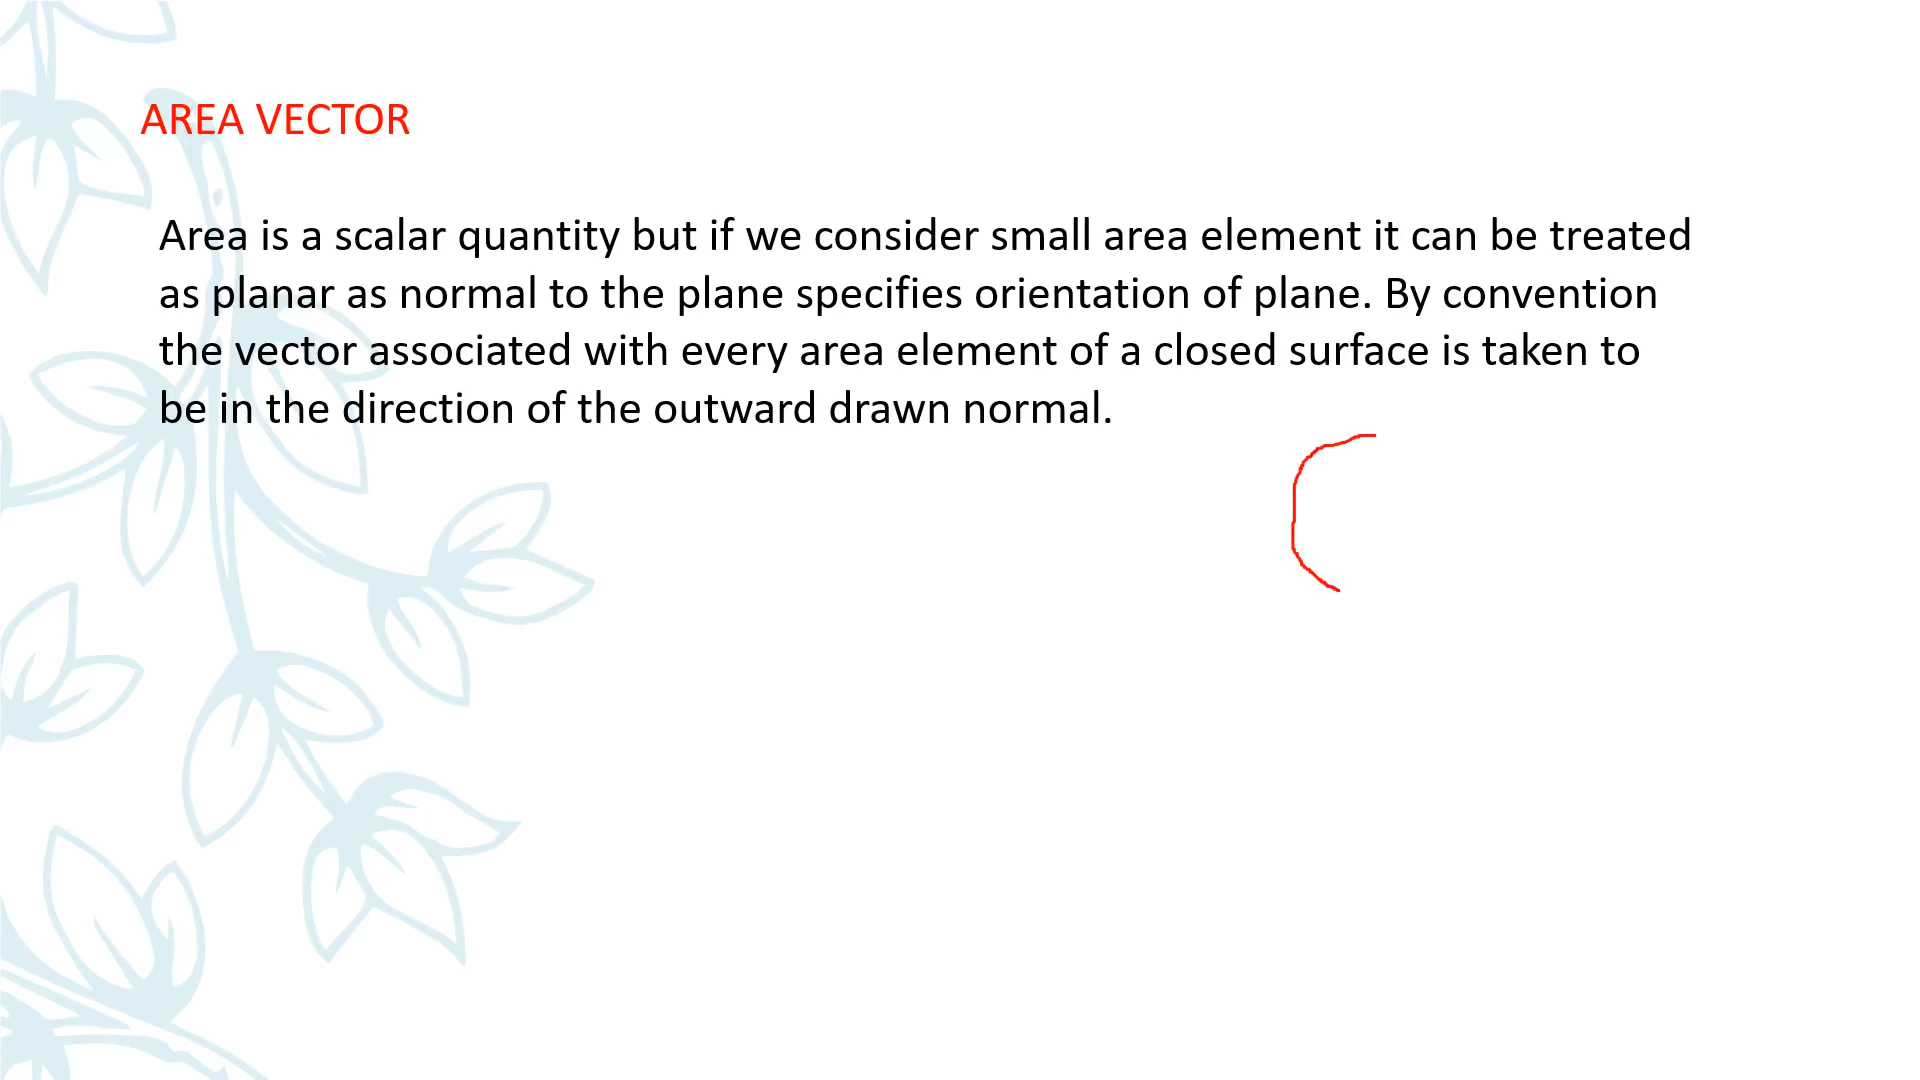 AREA VECTOR
Area is a scalar quantity but if we consider small area element it can be treated
as planar as normal to the plane specifies orientation of plane. By convention
the vector associated with every area element of a closed surface is taken to
be in the direction of the outward drawn normal.